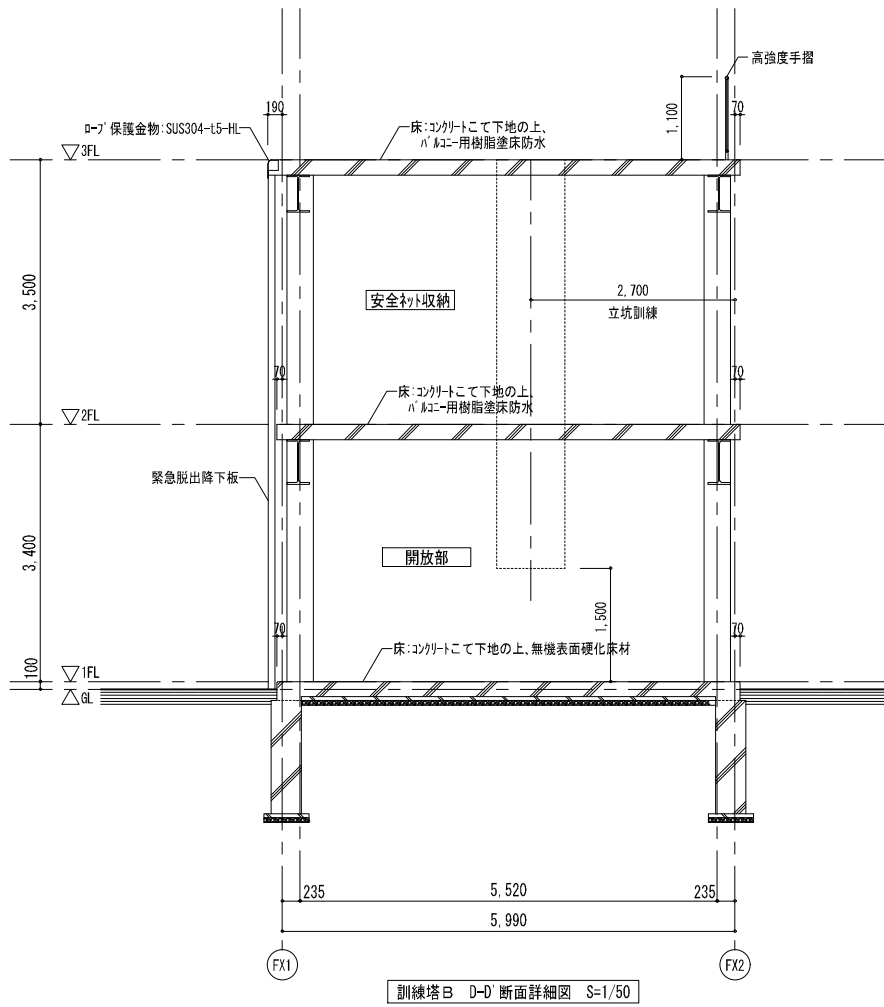 高強度手摺
190
70
1,100
ロープ保護金物:SUS304-t5-HL
床:コンクリートこて下地の上、
バルコニー用樹脂塗床防水
3FL
3,500
安全ネット収納
2,700
立坑訓練
70
70
床:コンクリートこて下地の上、
バルコニー用樹脂塗床防水
2FL
緊急脱出降下板
3,400
開放部
1,500
70
70
床:コンクリートこて下地の上、無機表面硬化床材
100
1FL
GL
235
5,520
235
5,990
FX1
FX2
訓練塔B D-D'断面詳細図 S=1/50